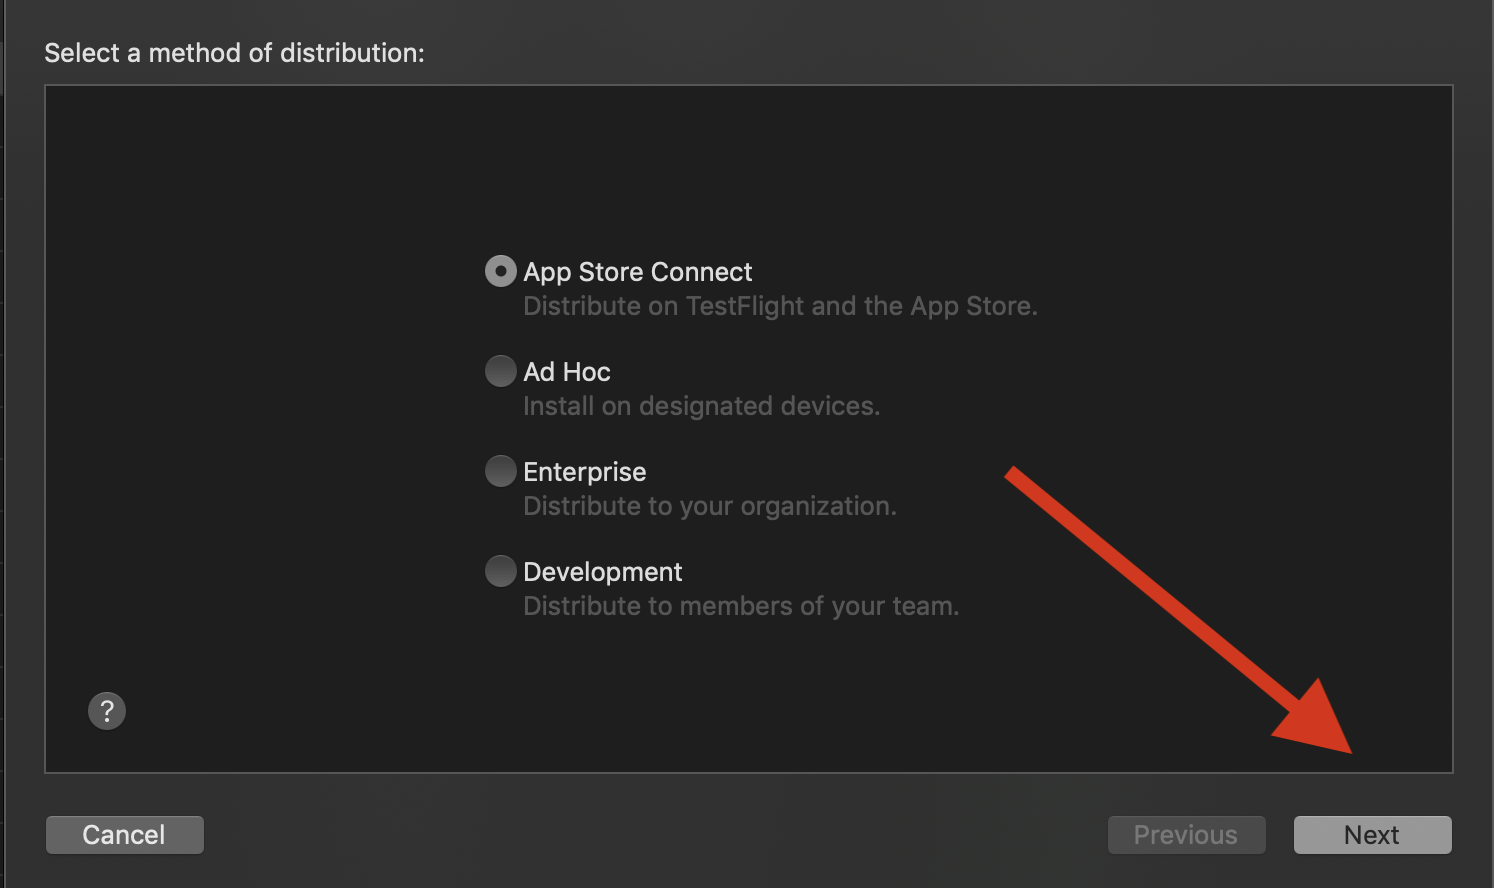 Select a method of distribution:
App Store Connect
Distribute on TestFlight and the App Store.
Ad Hoc
Install on designated devices.
Enterprise
Distribute to your organization.
Development
Distribute to members of your team.
?
Cancel
Previous
Next